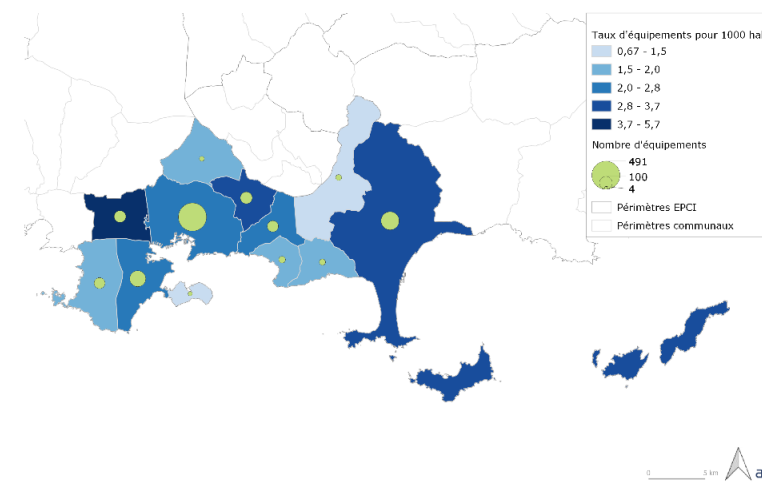 Taux d'équipements pour 1000 hal
0,67 - 1,5
1,5 - 2,0
2,0 - 2,8
2,8 - 3,7
3,7 - 5,7
Nombre d'équipements
491
100
4
Périmètres EPCI
Périmètres communaux
0 5 km
a